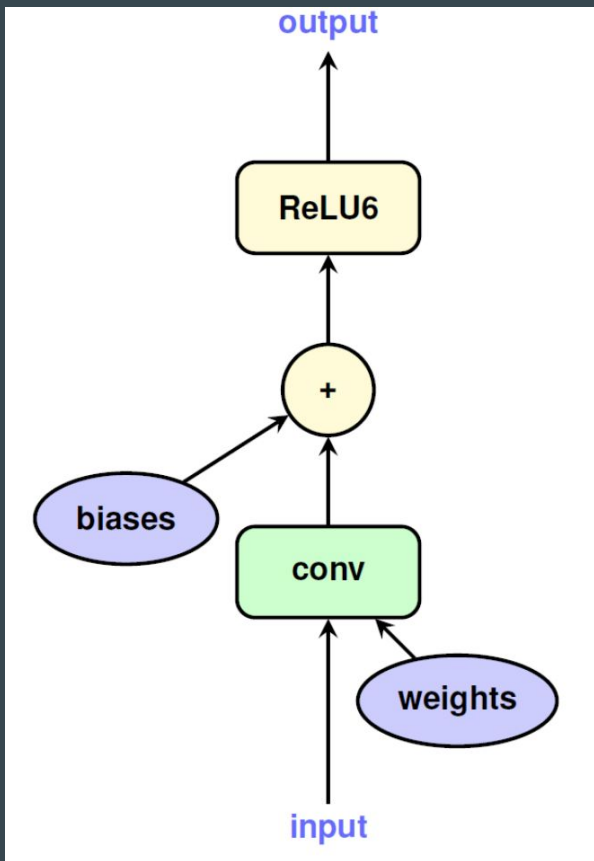 output
ReLU6
+
biases
conv
weights
input